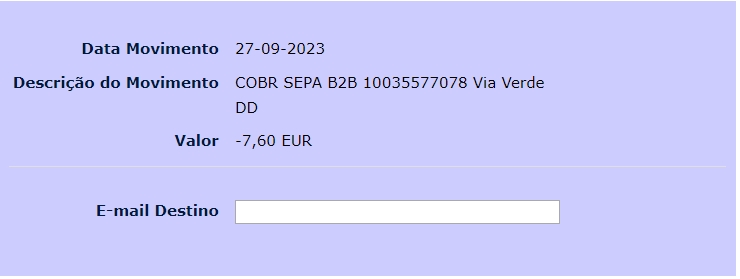 Data Movimento 27-09-2023
Descrição do Movimento COBR SEPA B2B 10035577078 Via Verde
DD
Valor -7,60 EUR
E-mail Destino